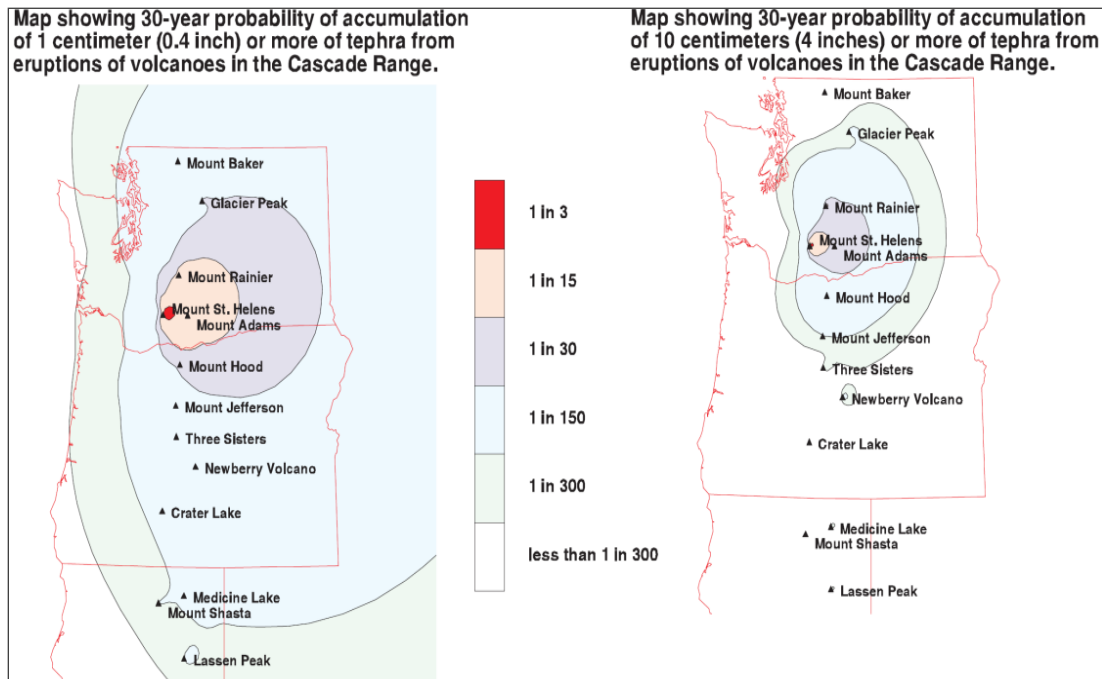 Map showing 30-year probability of accumulation
of 1 centimeter (0.4 inch) or more of tephra from
eruptions of volcanoes in the Cascade Range.
Mount Baker
Glacier Peak
Mount Rainier
Mount St. Helens
Mount Adams
Mount Hood
Mount Jefferson
Three Sisters
Newberry Volcano
Crater Lake
Medicine Lake
Mount Shasta
Lassen Peak
1 in 3
1 in 15
1 in 30
1 in 150
1 in 300
less than 1 in 300
Map showing 30-year probability of accumulation
of 10 centimeters (4 inches) or more of tephra from
eruptions of volcanoes in the Cascade Range.
Mount Baker
Glacier Peak
Mount Rainier
Mount St. Helens
Mount Adams
Mount Hood
Mount Jefferson
Three Sisters
Newberry Volcano
Crater Lake
Medicine Lake
Mount Shasta
Lassen Peak